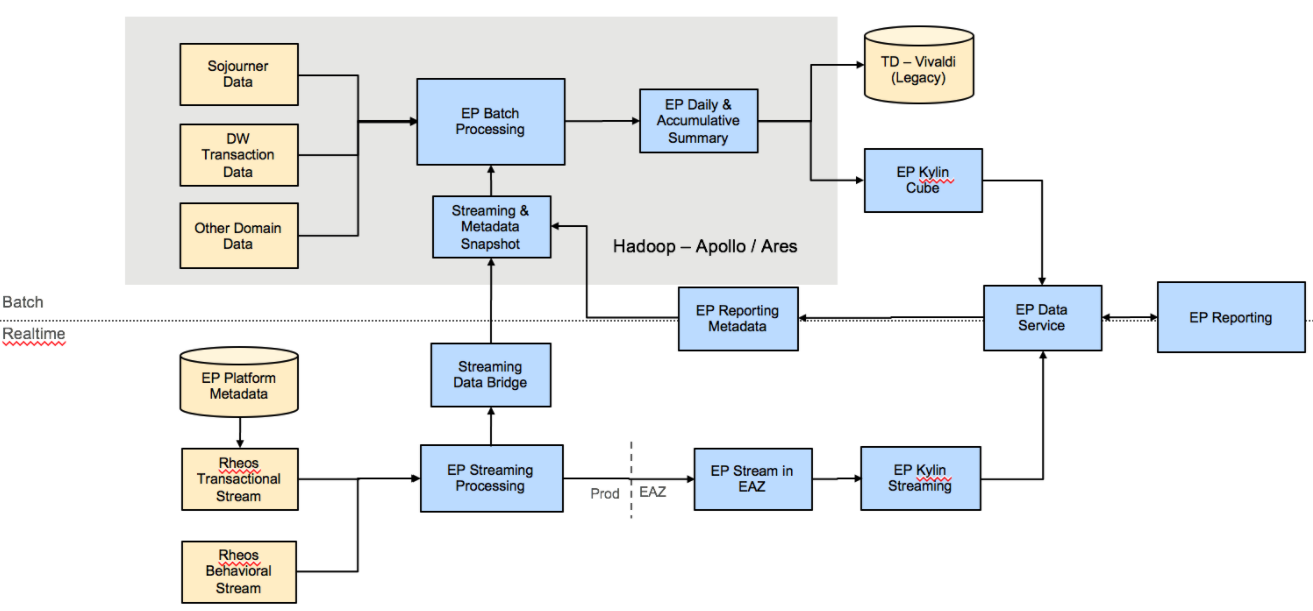 Sojourner
Data
DW
Transaction
Data
Other Domain
Data
EP Batch
Processing
EP Daily &
Accumulative
Summary
TD – Vivaldi
(Legacy)
EP Kylin
Cube
Streaming &
Metadata
Snapshot
Hadoop – Apollo / Ares
Batch
Realtime
EP Reporting
Metadata
EP Data
Service
EP Reporting
EP Platform
Metadata
Streaming
Data Bridge
Rheos
Transactional
Stream
EP Streaming
Processing
Prod
EAZ
EP Stream in
EAZ
EP Kylin
Streaming
Rheos
Behavioral
Stream